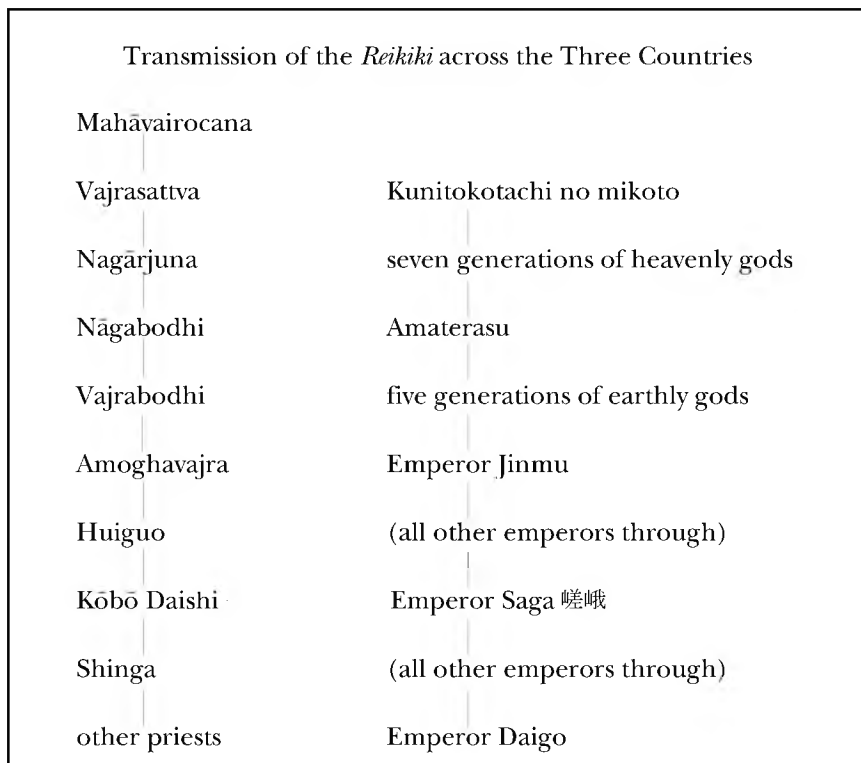 Transmission of the Reikiki across the Three Countries
Mahāvairocana
Vajrasattva Kunitokotachi no mikoto
Nagārjuna seven generations of heavenly gods
Nāgabodhi Amaterasu
Vajrabodhi five generations of earthly gods
Amoghavajra Emperor Jinmu
Huiguo (all other emperors through)
Kōbō Daishi Emperor Saga 嵯峨
Shinga (all other emperors through)
other priests Emperor Daigo